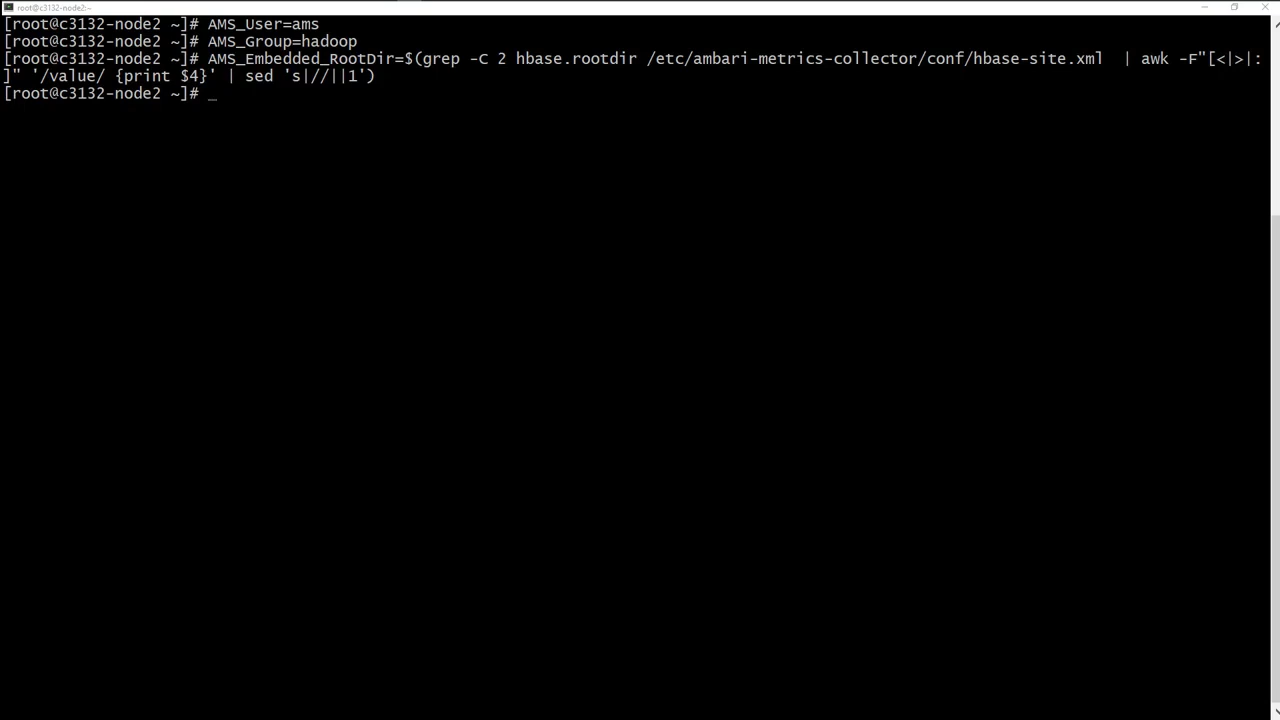 root@c3132-node2:~
[root@c3132-node2 ~]# AMS_User=ams
[root@c3132-node2 ~]# AMS_Group=hadoop
[root@c3132-node2 ~]# AMS_Embedded_RootDir=$(grep -C 2 hbase.rootdir /etc/ambari-metrics-collector/conf/hbase-site.xml  | awk -F"[<|>|:
]" '/value/ {print $4}' | sed 's|//||1')
[root@c3132-node2 ~]# _